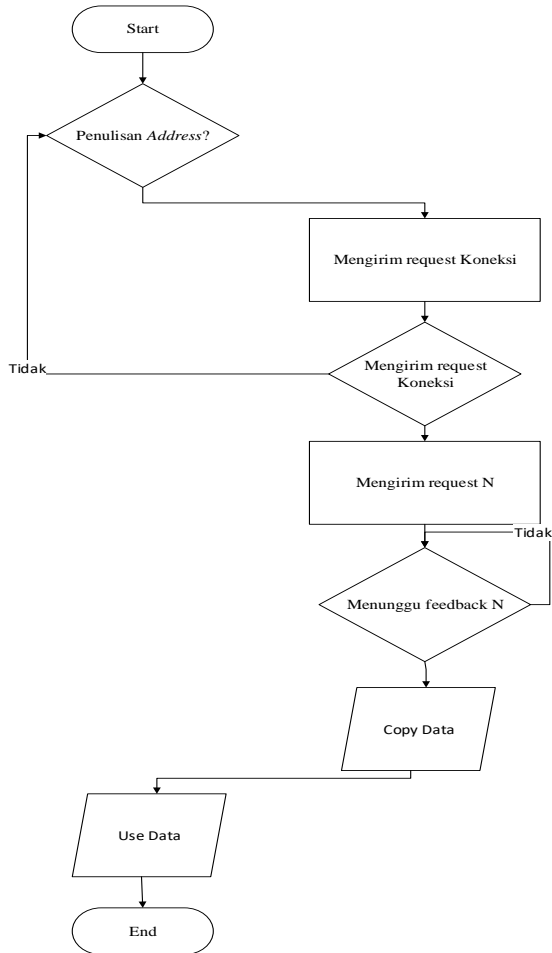 Start
Penulisan Address?
Mengirim request Koneksi
Mengirim request
Koneksi
Tidak
Mengirim request N
Tidak
Menunggu feedback N
Copy Data
Use Data
End